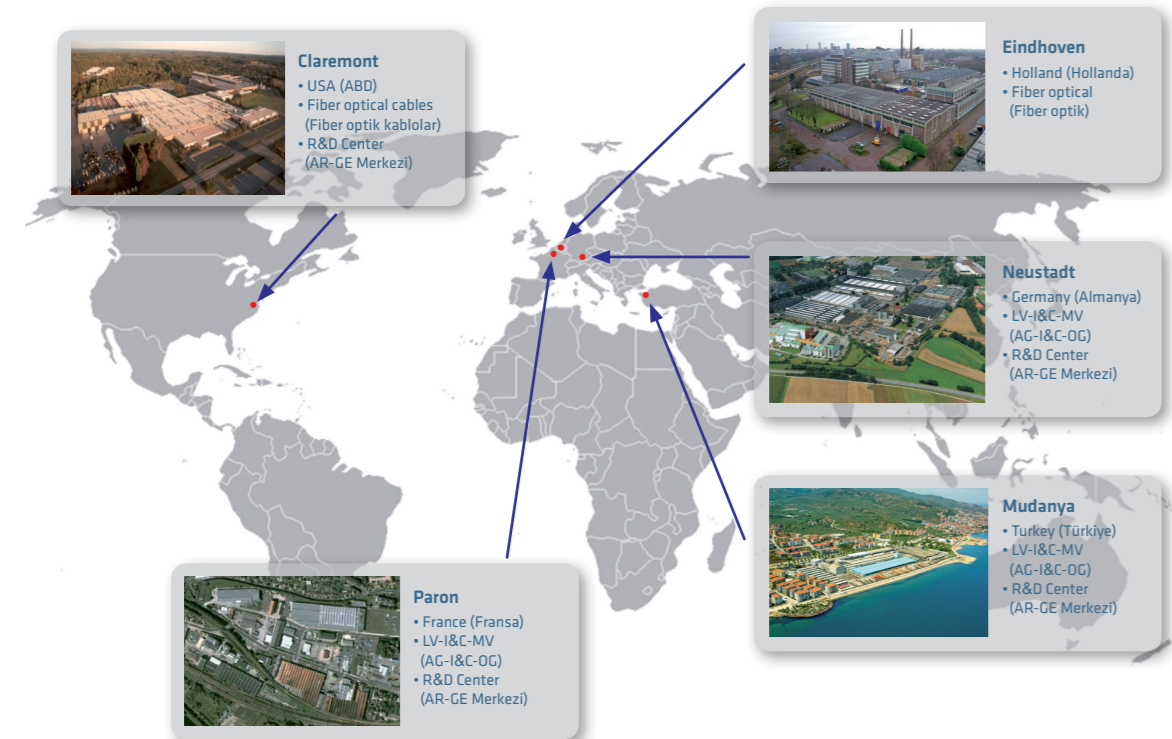 Claremont
• USA (ABD)
• Fiber optical cables
(Fiber optik kablolar)
• R&D Center
(AR-GE Merkezi)
Eindhoven
• Holland (Hollanda)
• Fiber optical
(Fiber optik)
Neustadt
• Germany (Almanya)
• LV-I&C-MV
(AG-I&C-OG)
• R&D Center
(AR-GE Merkezi)
Mudanya
• Turkey (Türkiye)
• LV-I&C-MV
(AG-I&C-OG)
• R&D Center
(AR-GE Merkezi)
Paron
• France (Fransa)
• LV-I&C-MV
(AG-I&C-OG)
• R&D Center
(AR-GE Merkezi)